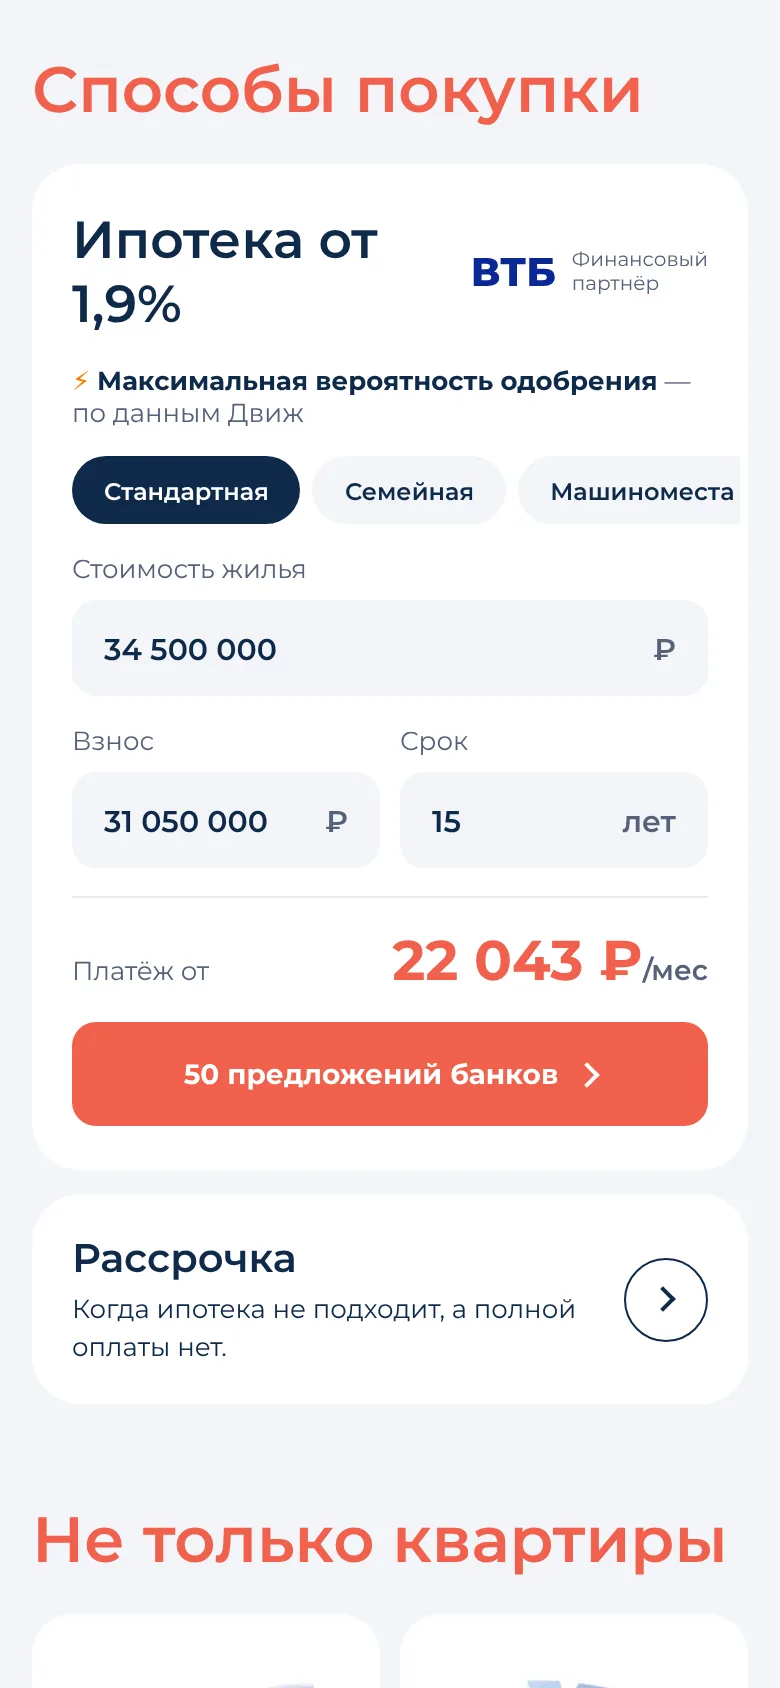 Способы покупки
Ипотека от
1,9%
ВТБ
Финансовый
партнёр
⚡ Максимальная вероятность одобрения —
по данным Движ
Стандартная
Семейная
Машиноместа
Стоимость жилья
34 500 000 ₽
Взнос
Срок
31 050 000 ₽
15 лет
Платёж от
22 043 ₽/мес
50 предложений банков
Рассрочка
Когда ипотека не подходит, а полной
оплаты нет.
Не только квартиры